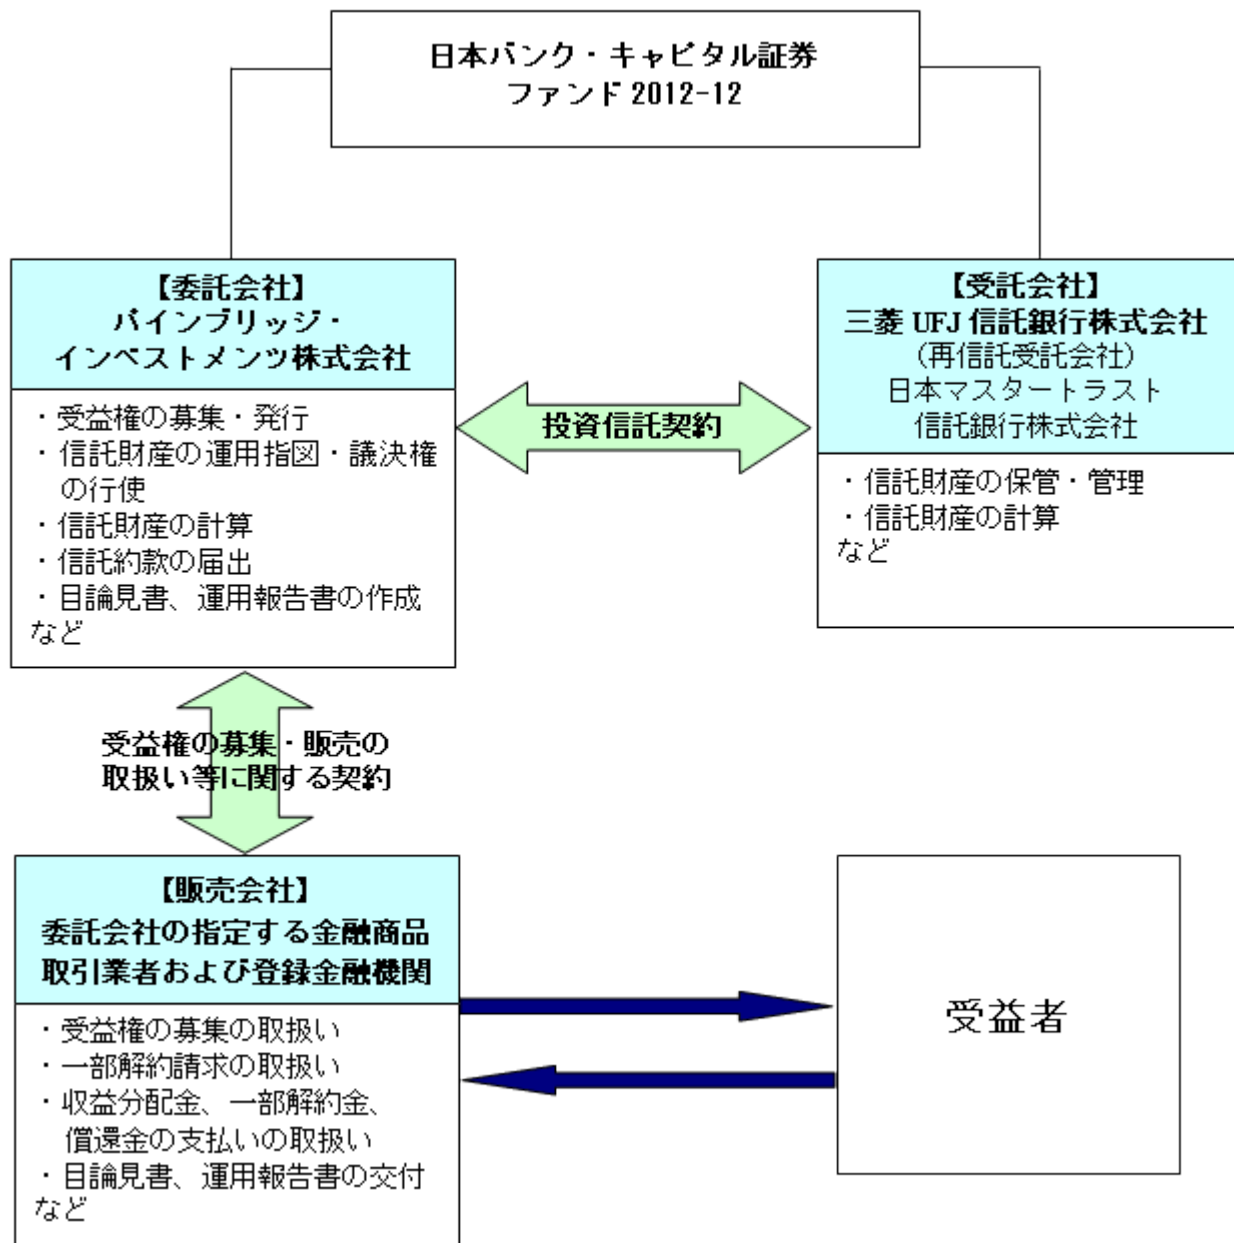 日本バンク・キャピタル証券
ファンド 2012-12
【委託会社】
パインブリッジ・
インベストメンツ株式会社
・受益権の募集・発行
・信託財産の運用指図・議決権
の行使
・信託財産の計算
・信託約款の届出
・目論見書、運用報告書の作成
など
投資信託契約
【受託会社】
三菱 UFJ 信託銀行株式会社
（再信託受託会社）
日本マスタートラスト
信託銀行株式会社
・信託財産の保管・管理
・信託財産の計算
など
受益権の募集・販売の
取扱い等に関する契約
【販売会社】
委託会社の指定する金融商品
取引業者および登録金融機関
・受益権の募集の取扱い
・一部解約請求の取扱い
・収益分配金、一部解約金、
償還金の支払いの取扱い
・目論見書、運用報告書の交付
など
受益者